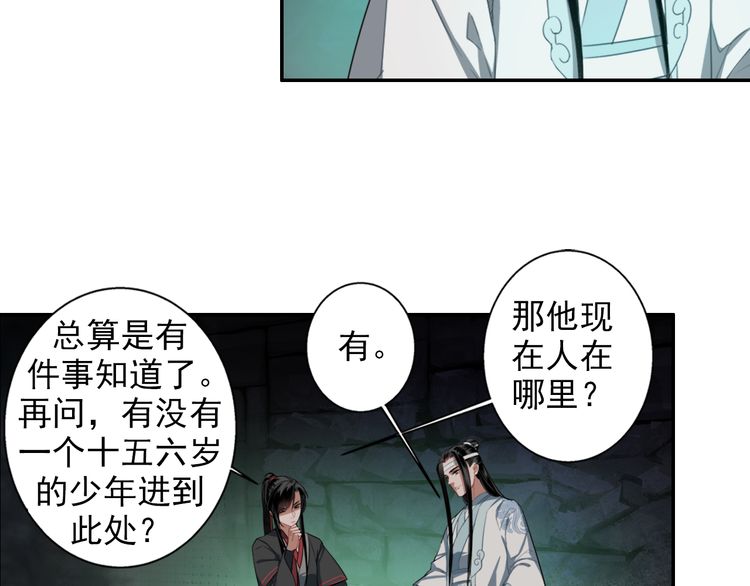 总算是有
件事知道了。
再问，有没有
一个十五六岁
的少年进到
此处？
有。
那他现
在人在
哪里？